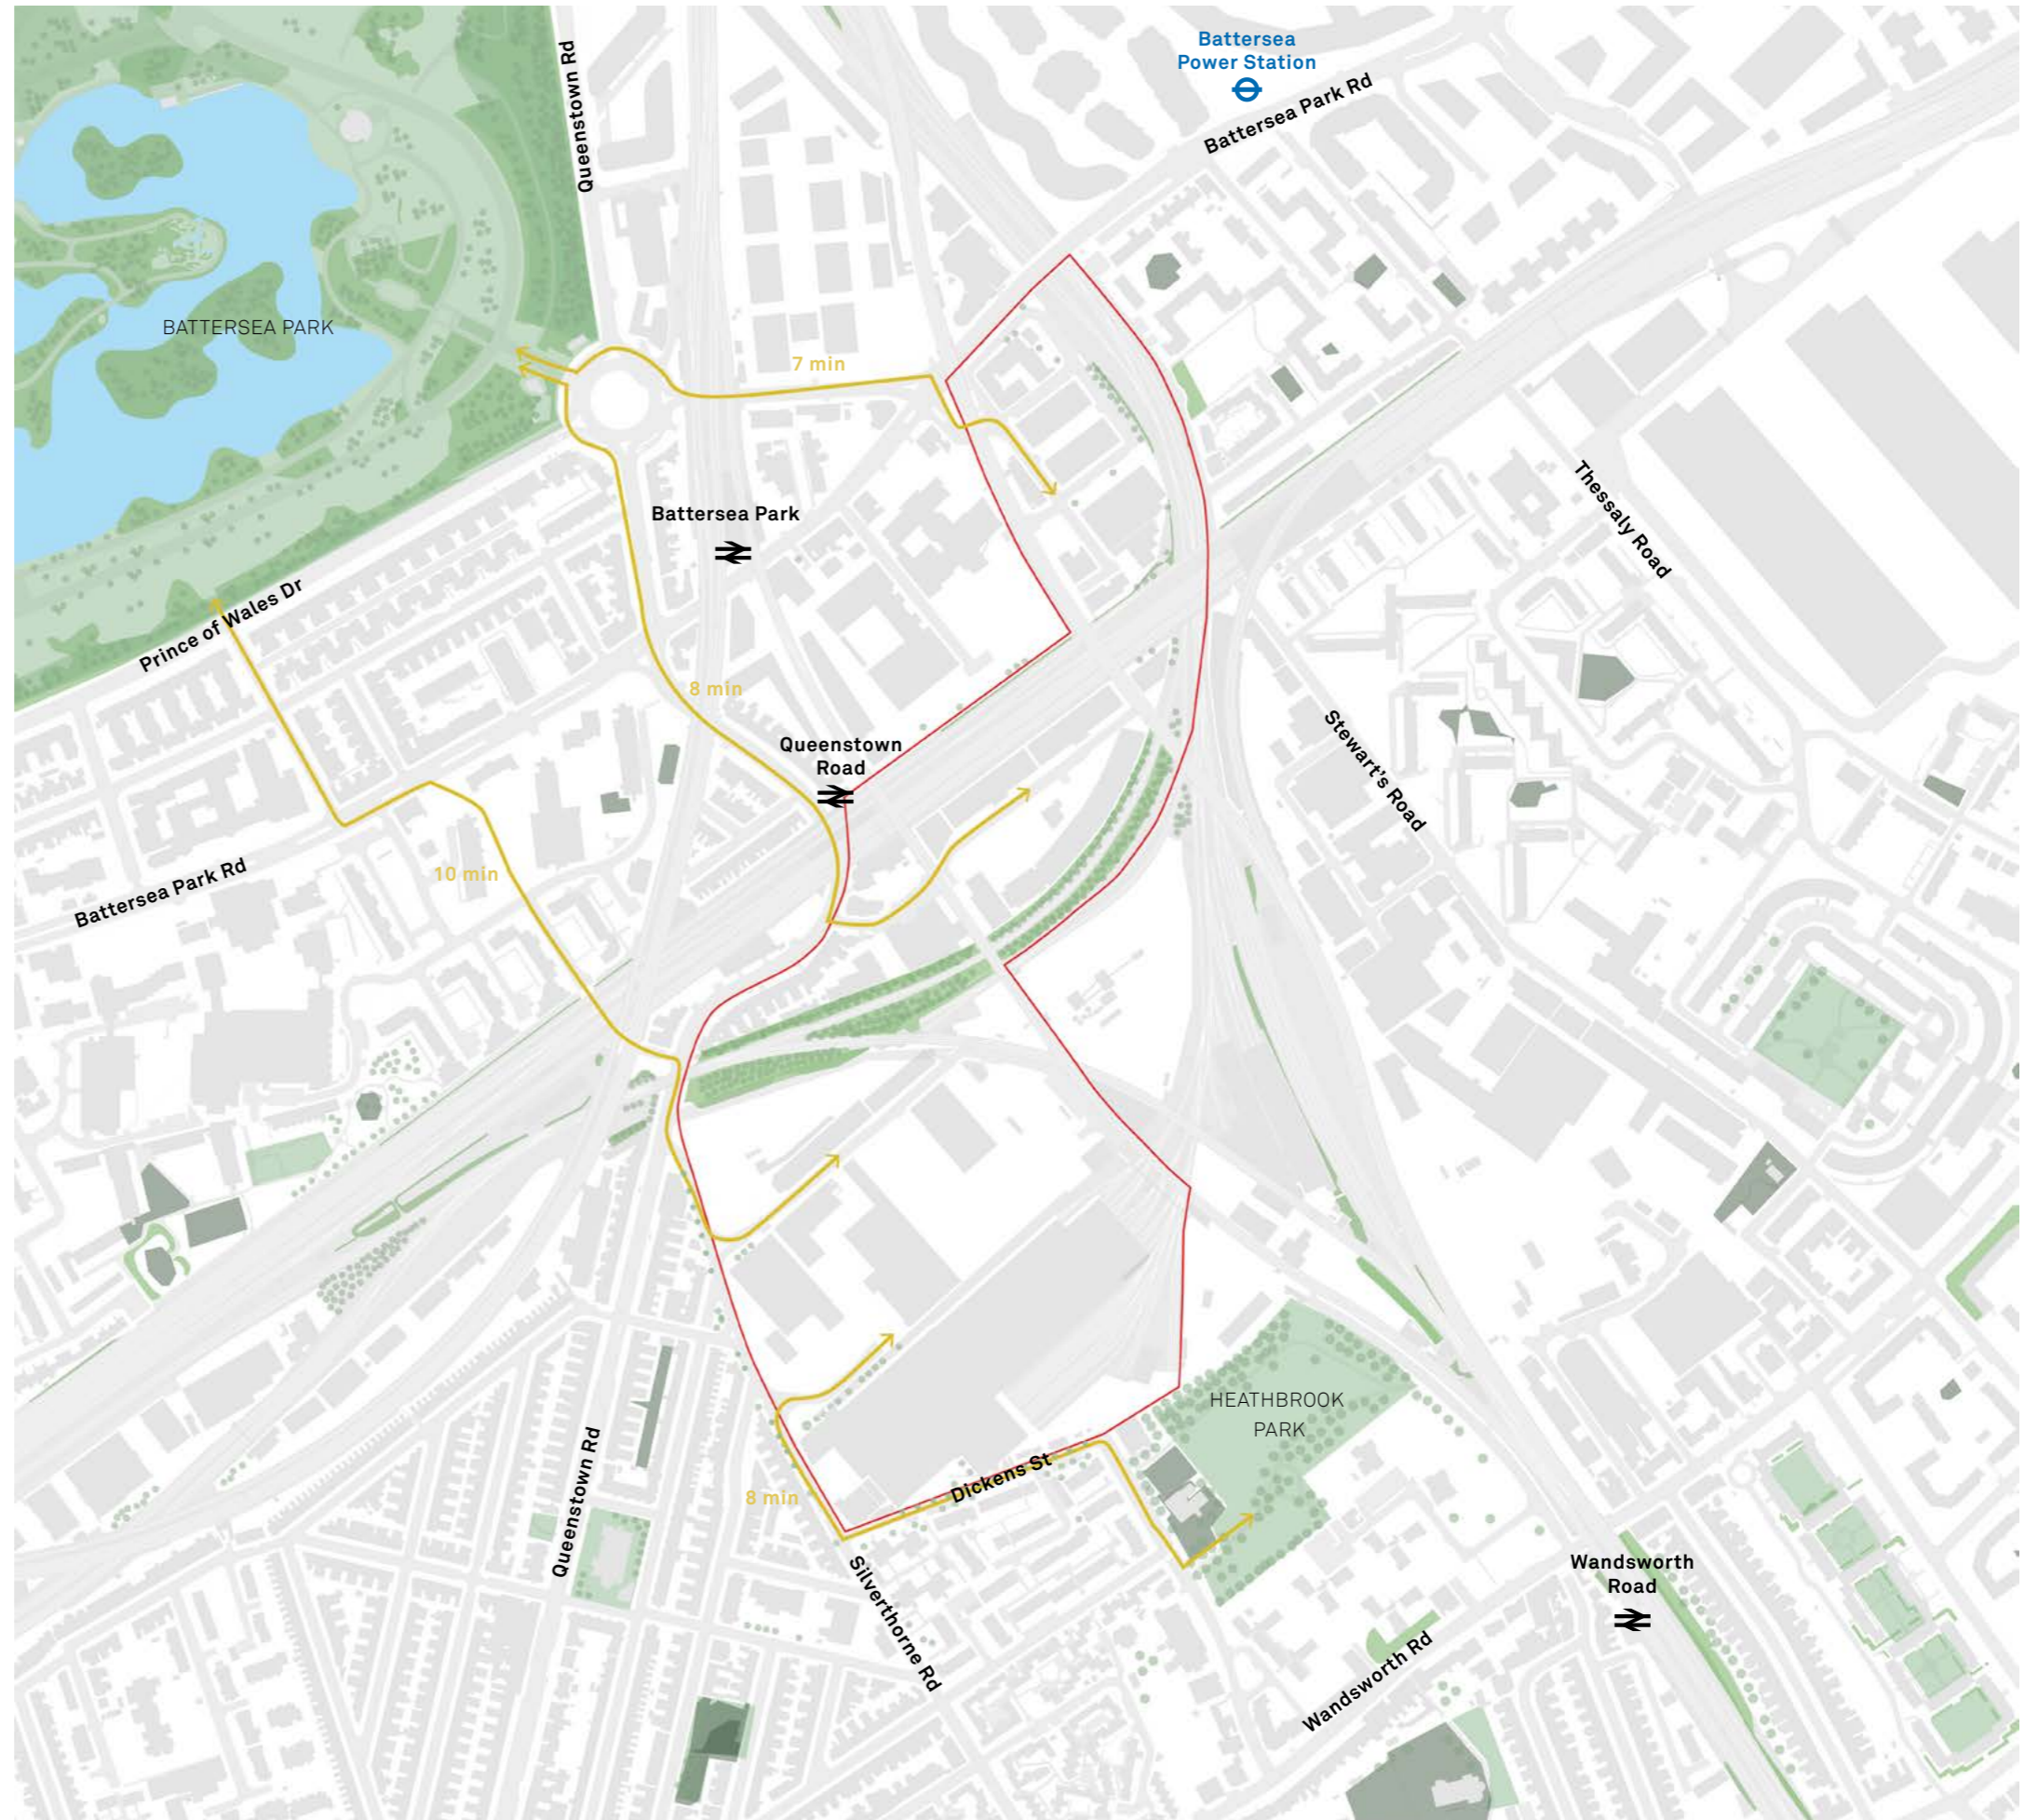 Battersea
Power Station
Queenstown Rd
Battersea Park Rd
BATTERSEA PARK
7 min
Battersea Park
Thessaly Road
Prince of Wales Dr
8 min
Queenstown
Road
Stewart's Road
10 min
Battersea Park Rd
HEATHBROOK
PARK
Dickens St
8 min
Queenstown Rd
Silverthorne Rd
Wandsworth
Road
Wandsworth Rd